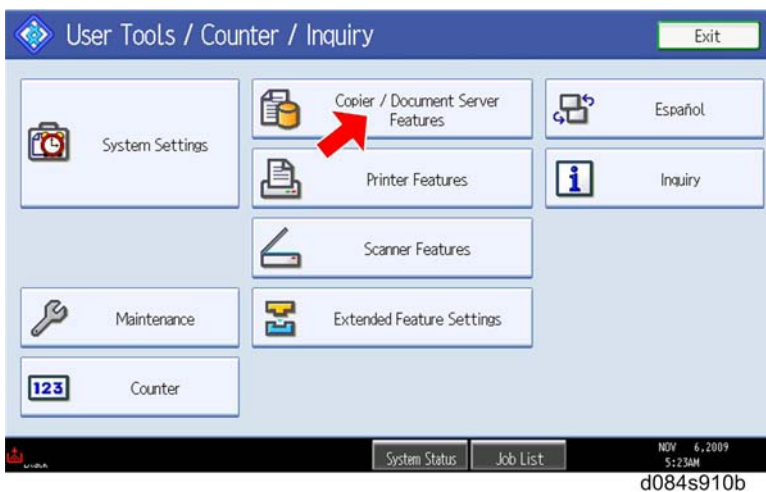 User Tools / Counter / Inquiry
Exit
System Settings
Copier / Document Server
Features
Español
Printer Features
Inquiry
Scanner Features
Maintenance
Extended Feature Settings
123
Counter
System Status
Job List
NOV 6,2009
5:23AM
d084s910b